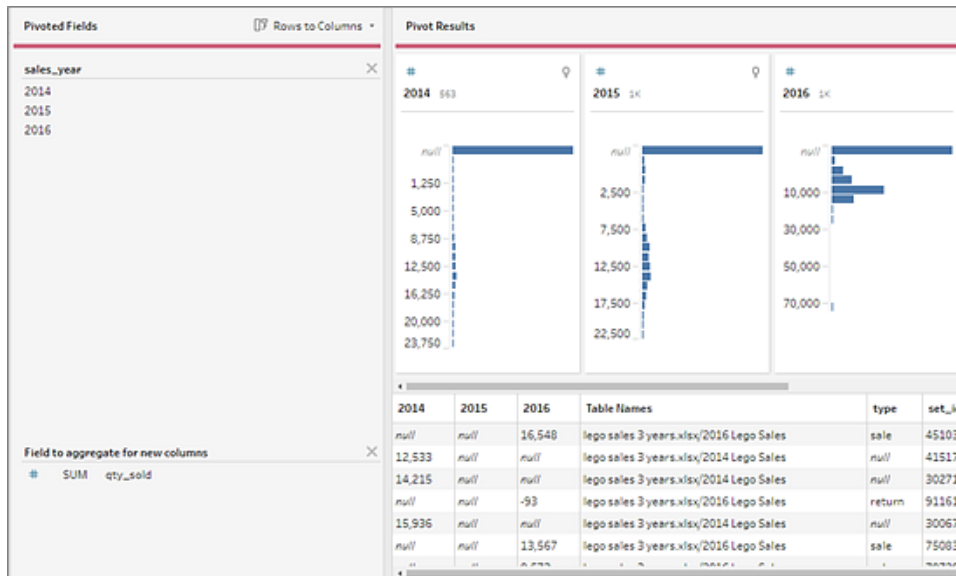 Pivoted Fields
Rows to Columns
sales_year
2014
2015
2016
Field to aggregate for new columns
# SUM qty_sold
Pivot Results
#
2014 563
null
1,250
5,000
8,750
12,500
16,250
20,000
23,750
#
2015 1K
null
2,500
7,500
12,500
17,500
22,500
#
2016 1K
null
10,000
30,000
50,000
70,000
2014 2015 2016 Table Names type
null null 16,548 lego sales 3 years.xlsx/2016 Lego Sales sale 45103
12,533 null null lego sales 3 years.xlsx/2014 Lego Sales null 41517
14,215 null null lego sales 3 years.xlsx/2014 Lego Sales null 30271
null null -93 lego sales 3 years.xlsx/2016 Lego Sales return 91161
15,936 null null lego sales 3 years.xlsx/2014 Lego Sales null 30067
null null 13,567 lego sales 3 years.xlsx/2016 Lego Sales sale 75083